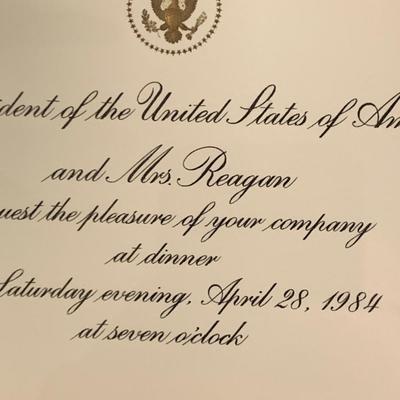 ident of the United States of Am
and Mrs. Reagan
uest the pleasure of your company
at dinner
Saturday evening, April 28, 1984
at seven o'clock